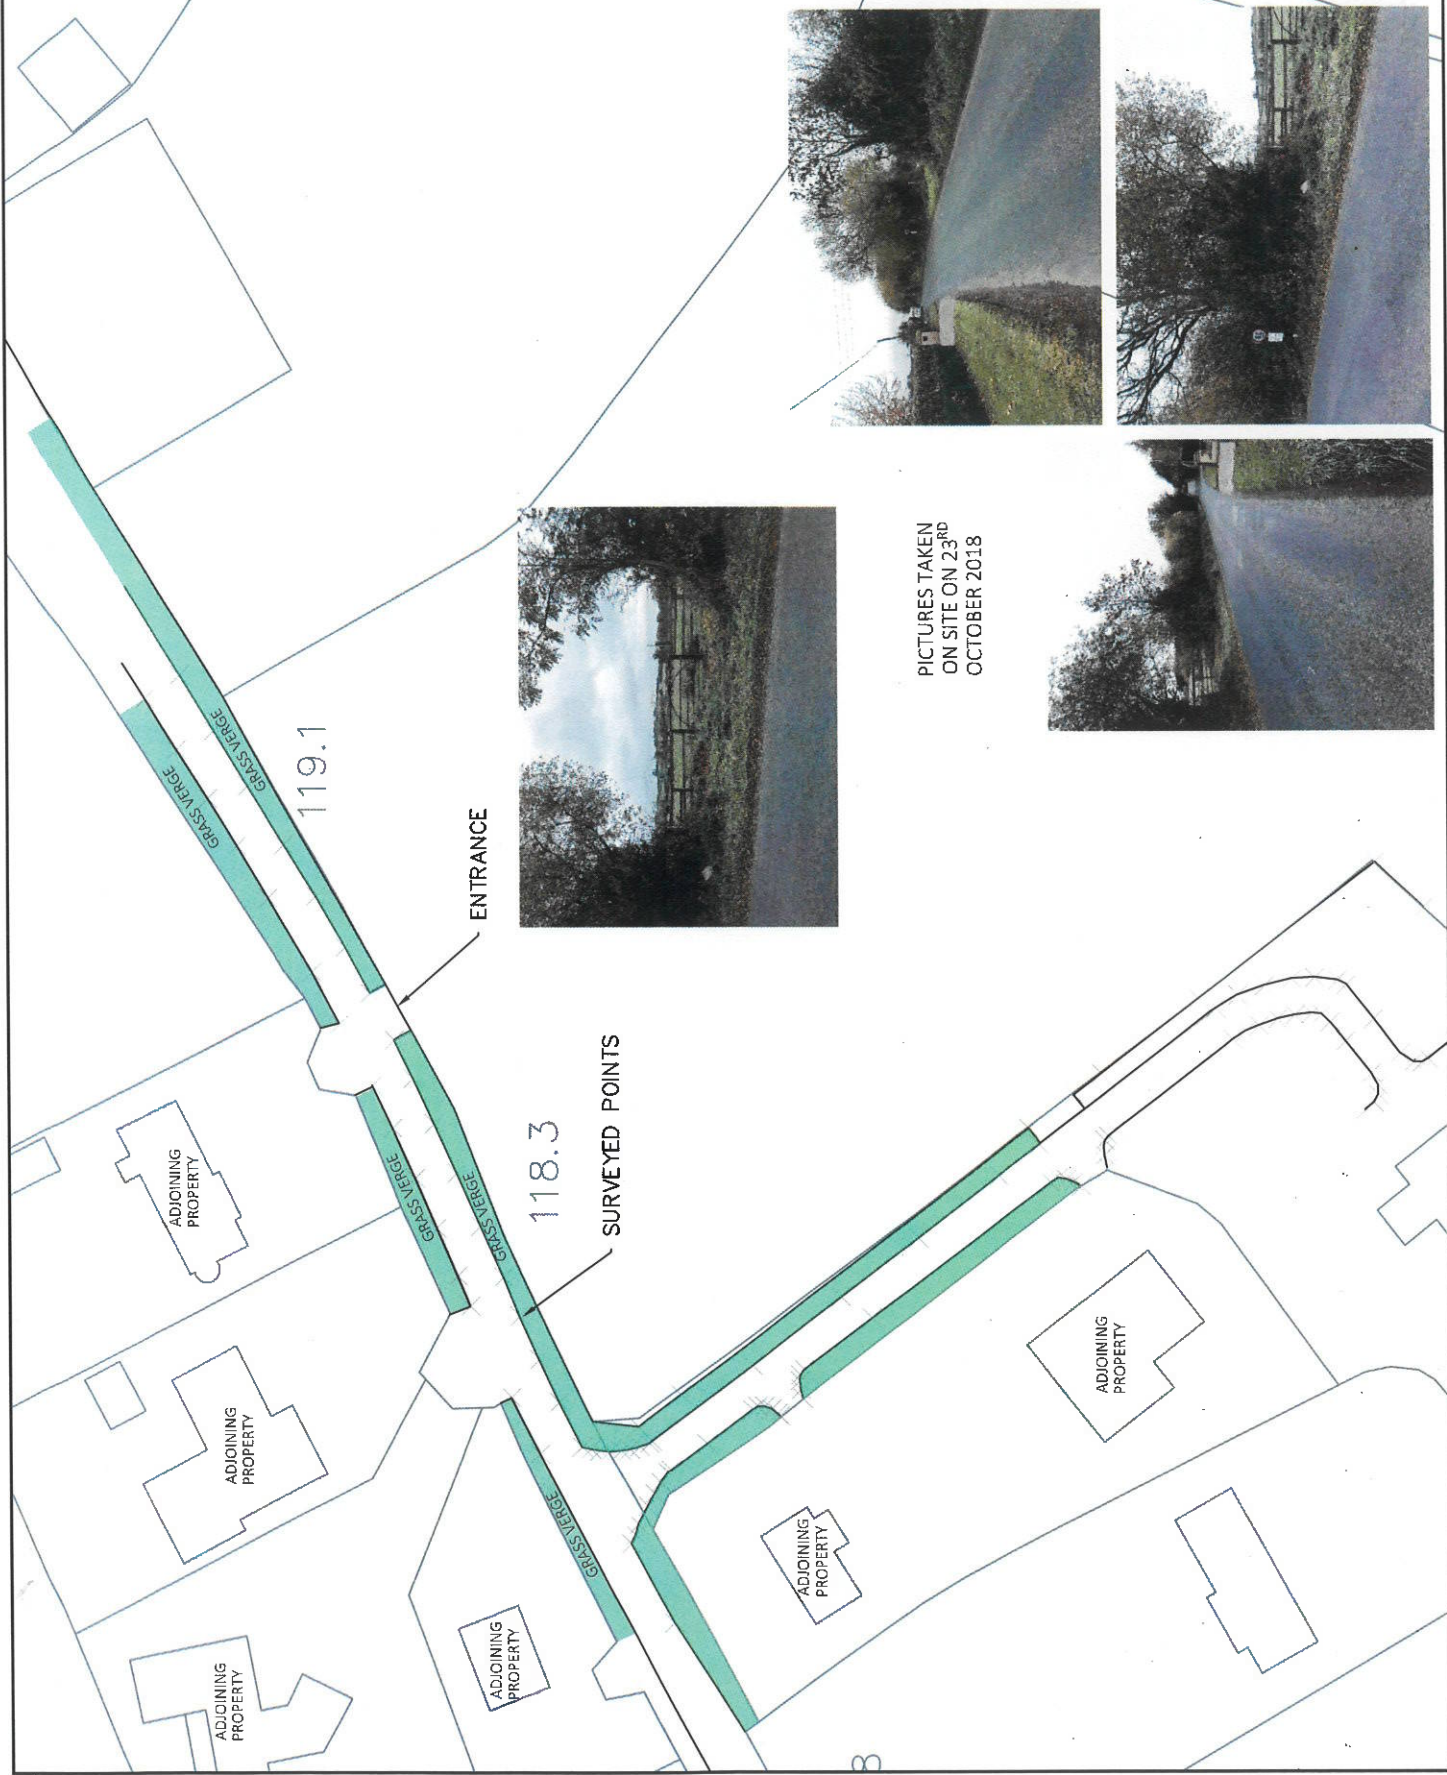 ADJOINING
PROPERTY
ADJOINING
PROPERTY
ADJOINING
PROPERTY
ADJOINING
PROPERTY
ADJOINING
PROPERTY
ADJOINING
PROPERTY
GRASS VERGE
GRASS VERGE
GRASS VERGE
GRASS VERGE
GRASS VERGE
119.1
118.3
ENTRANCE
SURVEYED POINTS
PICTURES TAKEN
ON SITE ON 23RD
OCTOBER 2018